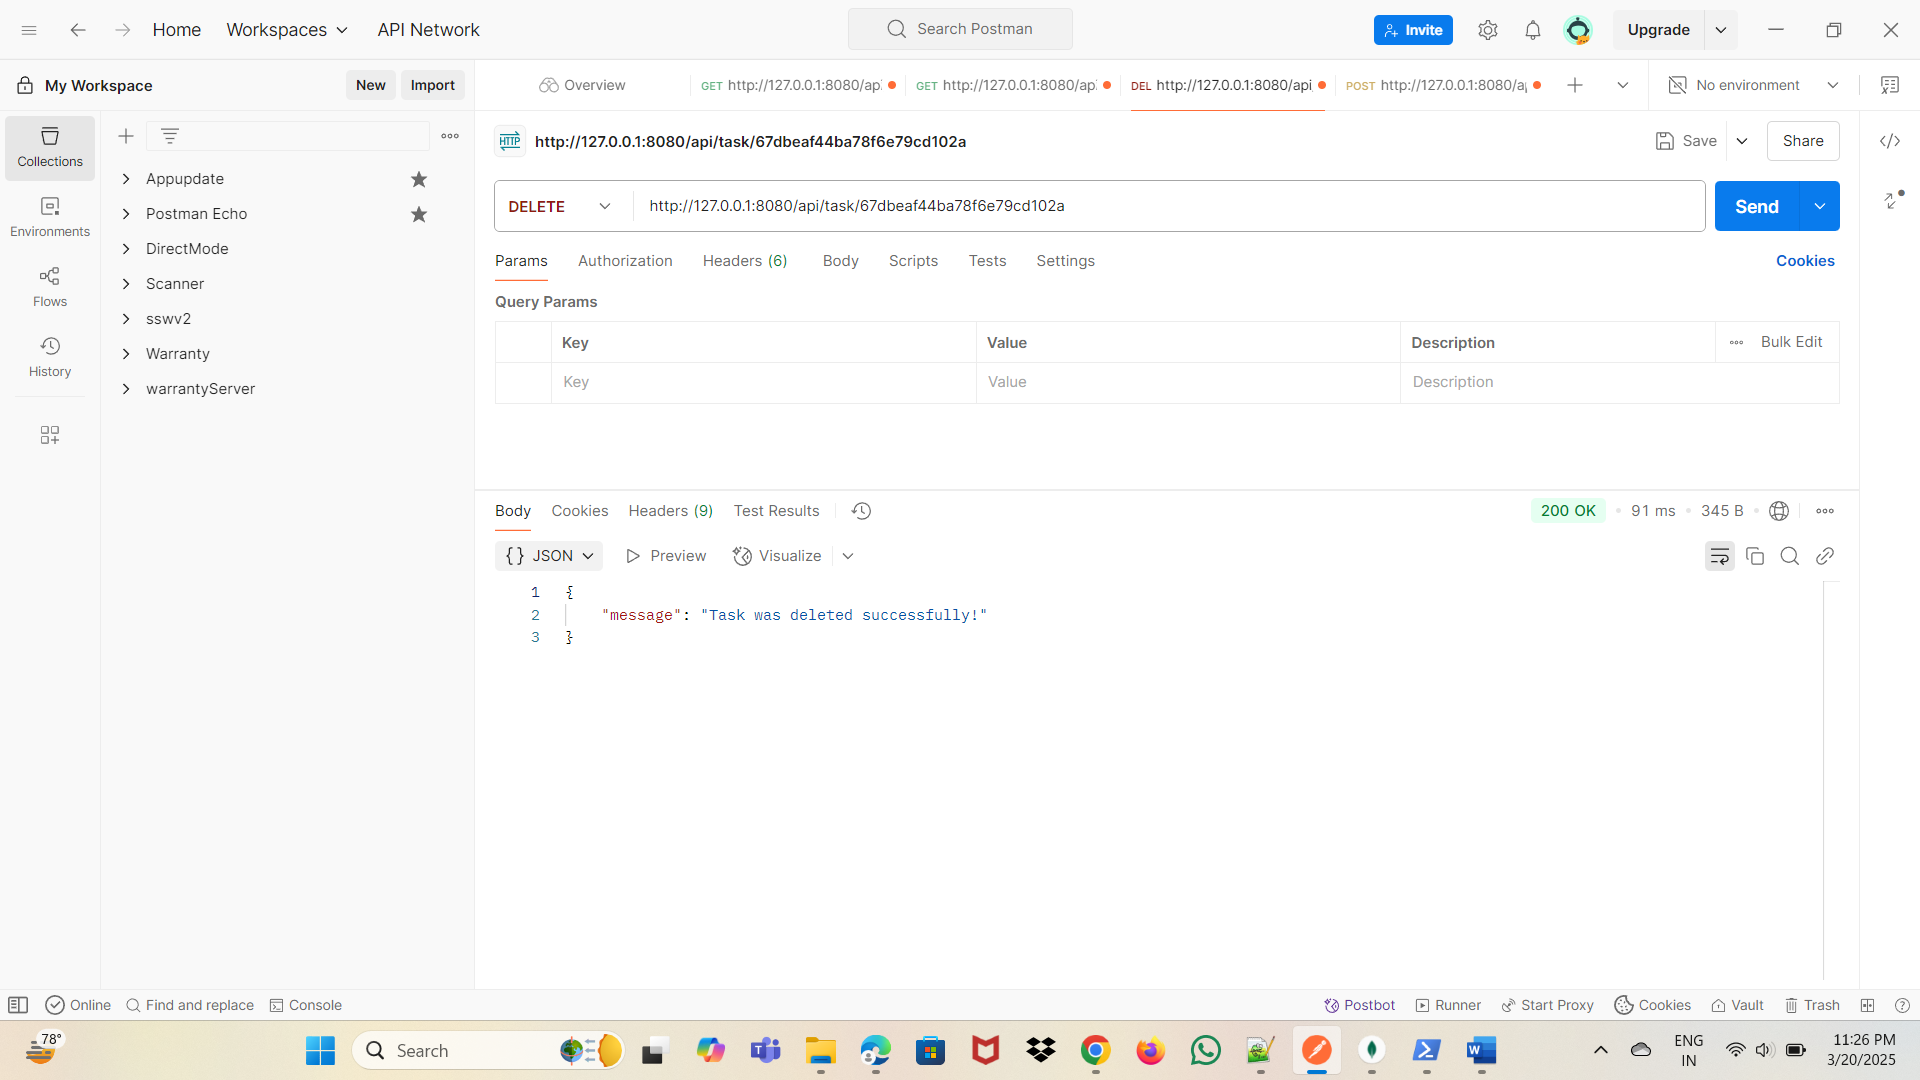 Home
Workspaces
API Network
Search Postman
Invite
Upgrade
My Workspace
New
Import
Overview
GET http://127.0.0.1:8080/ap
GET http://127.0.0.1:8080/ap
DEL http://127.0.0.1:8080/api
POST http://127.0.0.1:8080/a
No environment
Collections
Environments
Flows
History
Appupdate
Postman Echo
DirectMode
Scanner
sswv2
Warranty
warrantyServer
HTTP
http://127.0.0.1:8080/api/task/67dbeaf44ba78f6e79cd102a
Save
Share
DELETE
http://127.0.0.1:8080/api/task/67dbeaf44ba78f6e79cd102a
Send
Params
Authorization
Headers (6)
Body
Scripts
Tests
Settings
Cookies
Query Params
Key
Value
Description
Bulk Edit
Key
Value
Description
Body
Cookies
Headers (9)
Test Results
200 OK
91 ms
345 B
{} JSON
Preview
Visualize
1 {
2 "message": "Task was deleted successfully!"
3 }
Online
Find and replace
Console
Postbot
Runner
Start Proxy
Cookies
Vault
Trash
78°
Search
ENG
IN
11:26 PM
3/20/2025